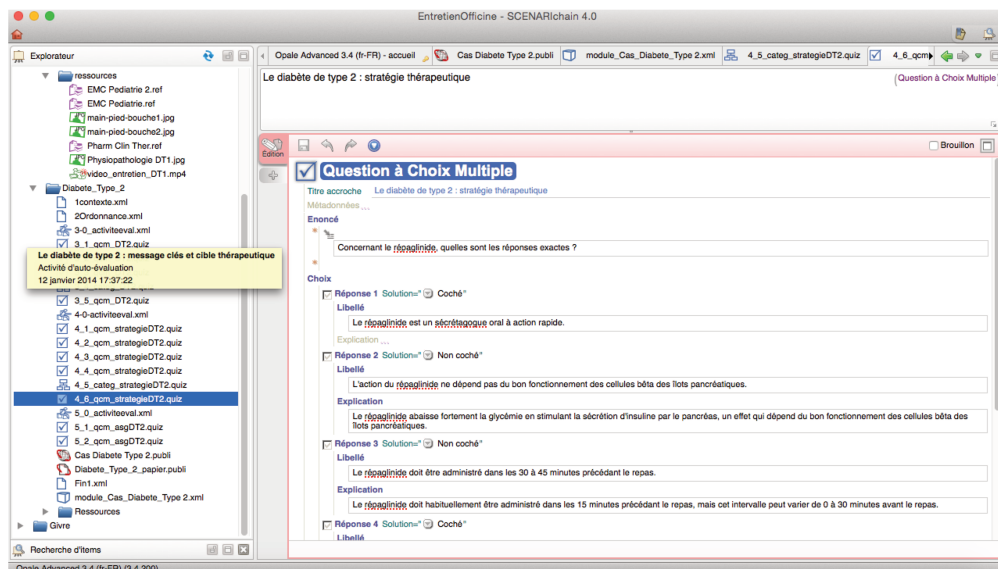 EntretienOfficine - SCENARIchain 4.0
Explorateur
Opale Advanced 3.4 (fr-FR) - accueil
Cas Diabete Type 2.publi
module_Cas_Diabete_Type 2.xml
4_5_categ_strategieDT2.quiz
4_6_qcm
ressources
EMC Pediatrie 2.ref
EMC Pediatrie.ref
main-pied-bouche1.jpg
main-pied-bouche2.jpg
Pharm Clin Ther.ref
Physiopathologie DT1.jpg
video_entretien_DT1.mp4
Diabete_Type_2
1contexte.xml
2Ordonnance.xml
3-0_activiteeval.xml
3_1_qcm_DT2.quiz
Le diabète de type 2 : message clés et cible thérapeutique
Activité d'auto-évaluation
12 janvier 2014 17:37:22
3_5_qcm_DT2.quiz
4-0-activiteeval.xml
4_1_qcm_strategieDT2.quiz
4_2_qcm_strategieDT2.quiz
4_3_qcm_strategieDT2.quiz
4_4_qcm_strategieDT2.quiz
4_5_categ_strategieDT2.quiz
4_6_qcm_strategieDT2.quiz
5_0_activiteeval.xml
5_1_qcm_asgDT2.quiz
5_2_qcm_asgDT2.quiz
Cas Diabete Type 2.publi
Diabete_Type_2_papier.publi
Fin1.xml
module_Cas_Diabete_Type 2.xml
Ressources
Givre
Recherche d'items
Opale Advanced 3.4 (fr-FR) (3.4.200)
Le diabète de type 2 : stratégie thérapeutique
(Question à Choix Multiple)
Édition
Brouillon
Question à Choix Multiple
Titre accroche Le diabète de type 2 : stratégie thérapeutique
Métadonnées ...
Enoncé
*
Concernant le répaglinide, quelles sont les réponses exactes ?
*
Choix
Réponse 1 Solution=" Coché"
Libellé
Le répaglinide est un sécrétagogue oral à action rapide.
Explication ...
Réponse 2 Solution=" Non coché"
Libellé
L'action du répaglinide ne dépend pas du bon fonctionnement des cellules bêta des îlots pancréatiques.
Explication
Le répaglinide abaisse fortement la glycémie en stimulant la sécrétion d'insuline par le pancréas, un effet qui dépend du bon fonctionnement des cellules bêta des
îlots pancréatiques.
Réponse 3 Solution=" Non coché"
Libellé
Le répaglinide doit être administré dans les 30 à 45 minutes précédant le repas.
Explication
Le répaglinide doit habituellement être administré dans les 15 minutes précédant le repas, mais cet intervalle peut varier de 0 à 30 minutes avant le repas.
Réponse 4 Solution=" Coché"
Libellé